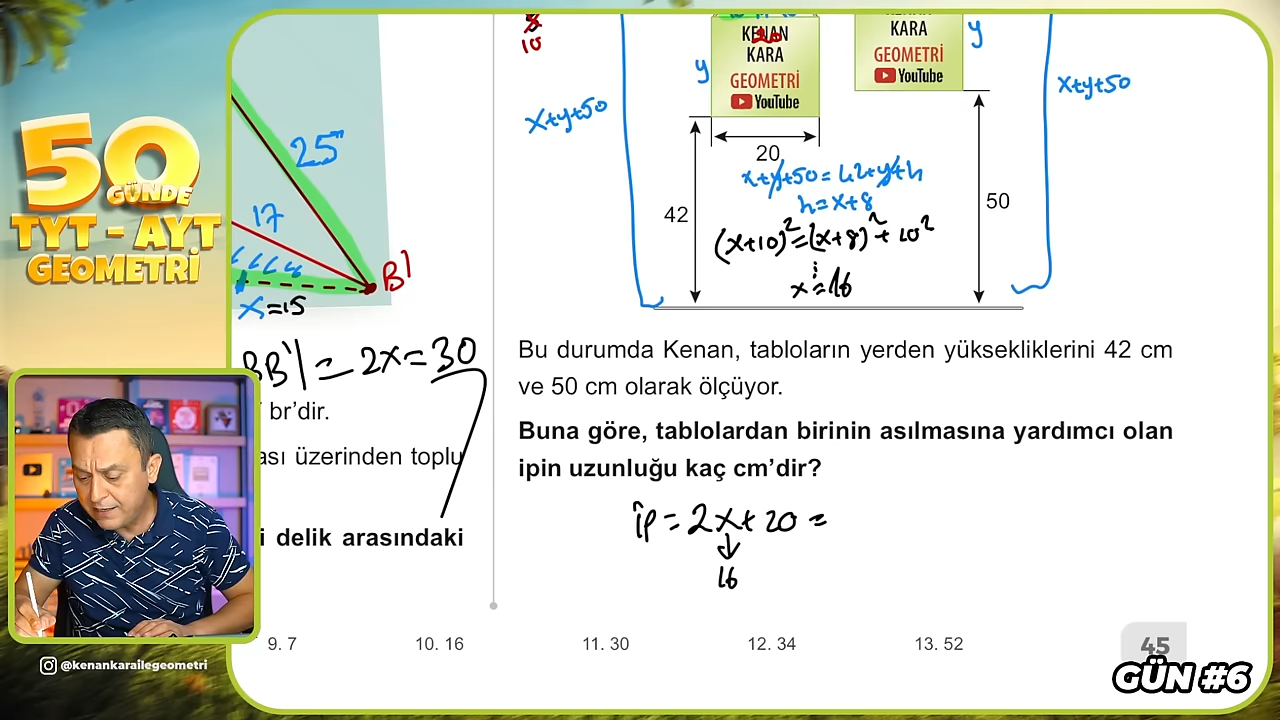 50
GÜNDE
TYT - AYT
GEOMETRİ
25
17
B'
x=15
BB'|=2x=30
br'dir.
ası üzerinden toplu
i delik arasındaki
10
x+y+50
y
KENAN
KARA
GEOMETRİ
YouTube
20
42
KARA
GEOMETRİ
YouTube
y
x+y+50
50
x+y+50=42+y+h
h=x+8
(x+10)²=(x+8)²+10²
x=16
Bu durumda Kenan, tabloların yerden yüksekliklerini 42 cm
ve 50 cm olarak ölçüyor.
Buna göre, tablolardan birinin asılmasına yardımcı olan
ipin uzunluğu kaç cm'dir?
ip=2x+20=
16
9. 7
10. 16
11. 30
12. 34
13. 52
45
GÜN #6
@kenankarailegeometri